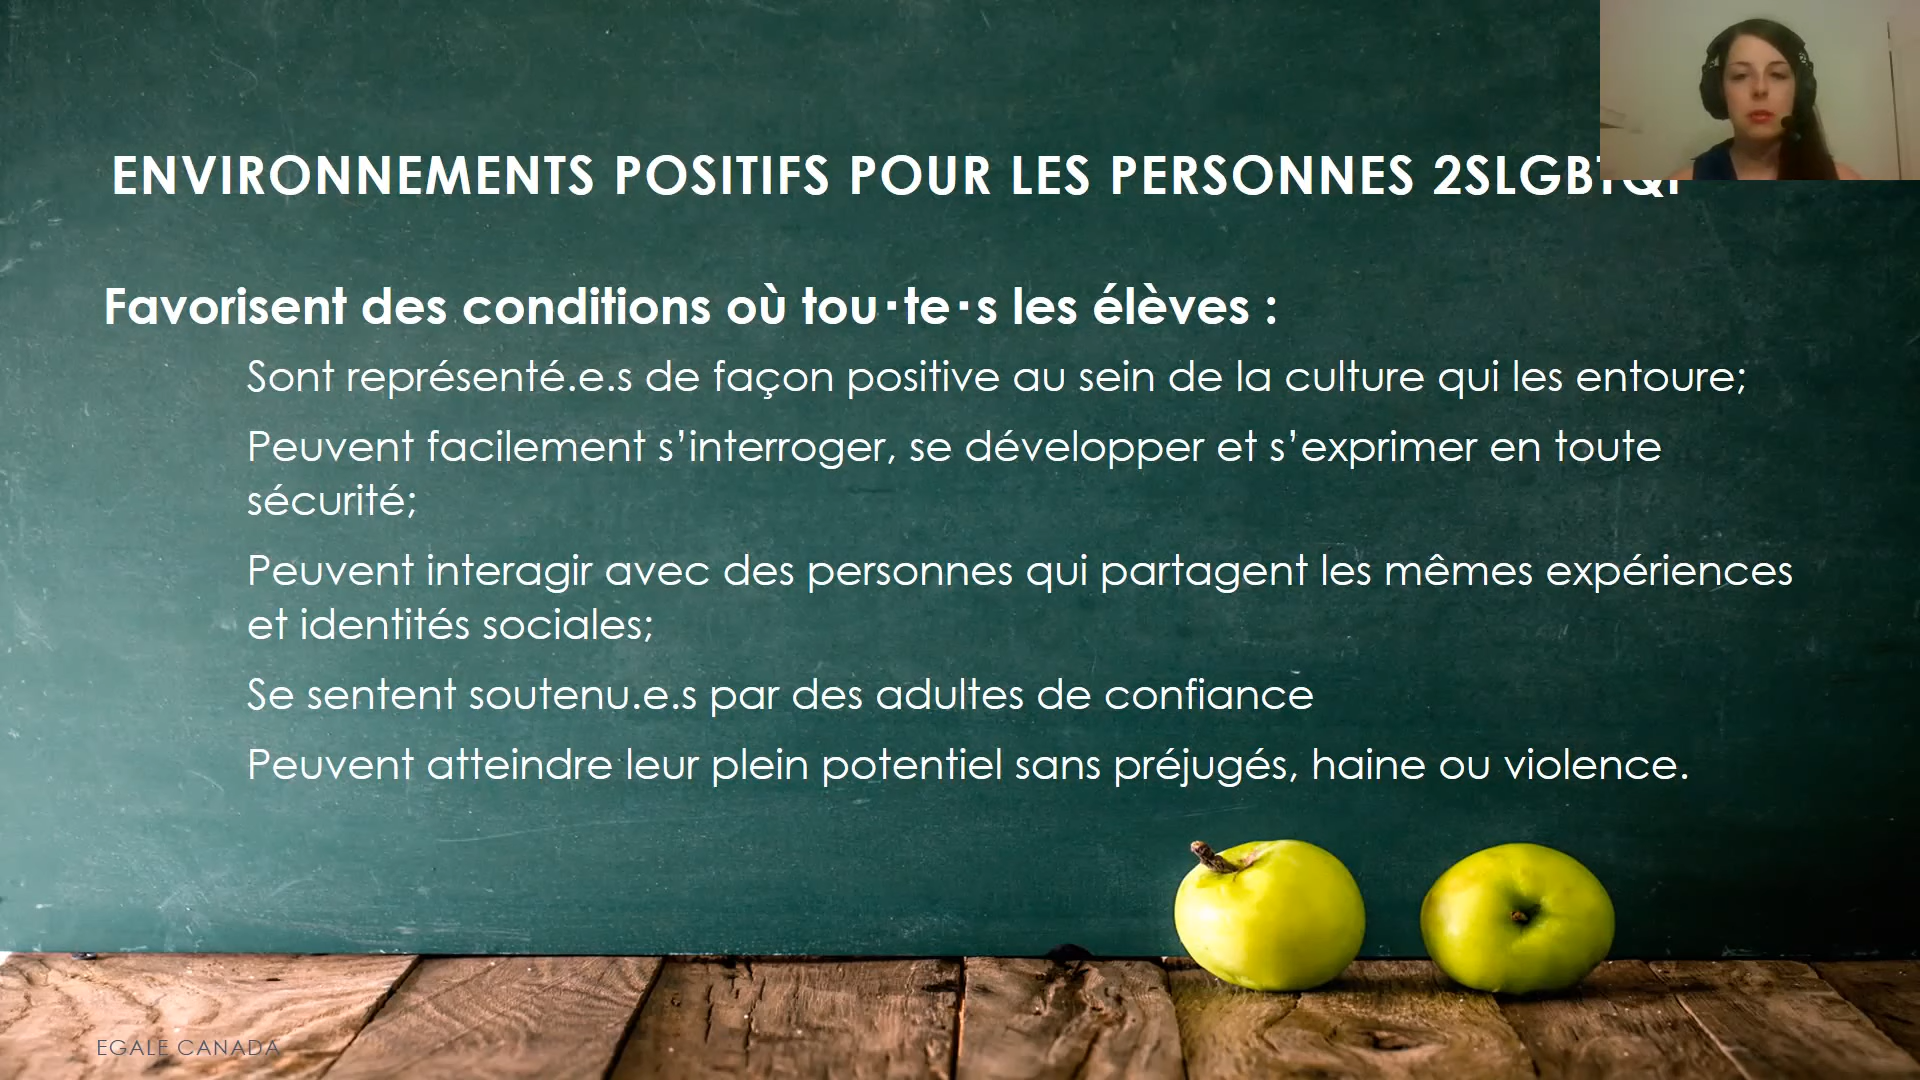 ENVIRONNEMENTS POSITIFS POUR LES PERSONNES
Favorisent des conditions où tou·te·s les élèves :
Sont représenté.e.s de façon positive au sein de la culture qui les entoure;
Peuvent facilement s’interroger, se développer et s’exprimer en toute
sécurité;
Peuvent interagir avec des personnes qui partagent les mêmes expériences
et identités sociales;
Se sentent soutenu.e.s par des adultes de confiance
Peuvent atteindre leur plein potentiel sans préjugés, haine ou violence.
EGALE CANADA